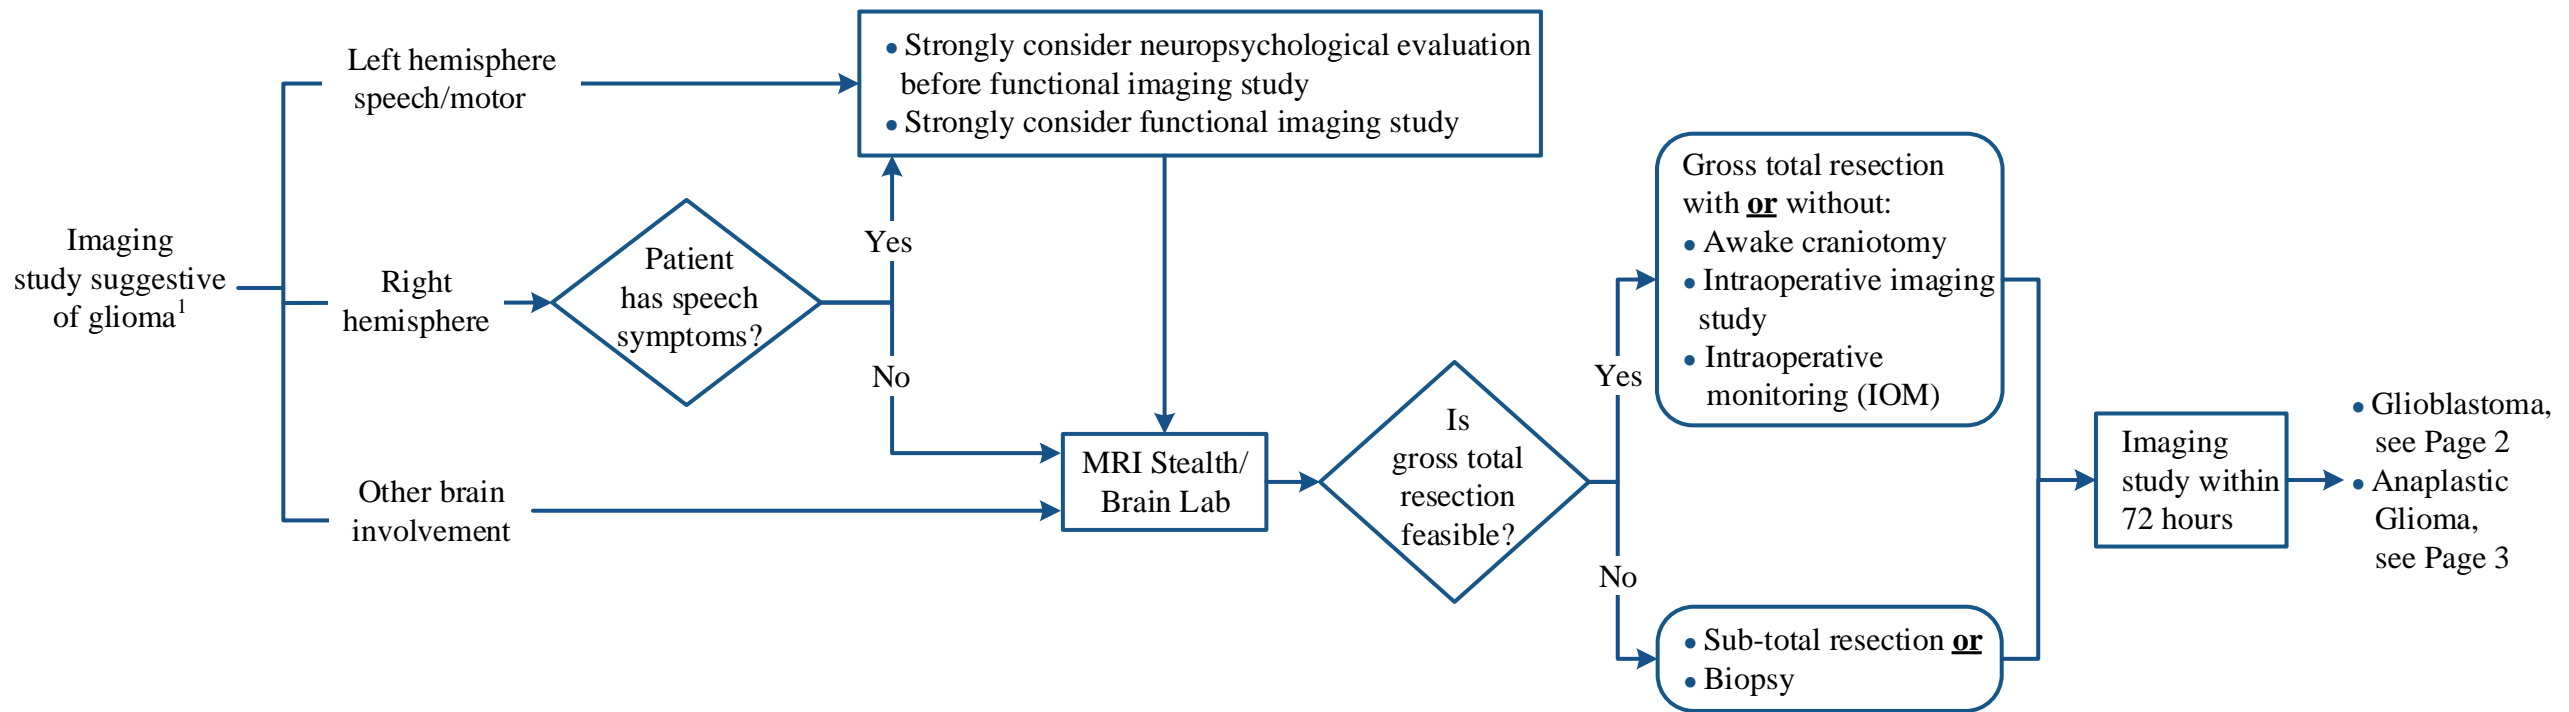 Imaging
study suggestive
of glioma1
Left hemisphere
speech/motor
Right
hemisphere
Other brain
involvement
Patient
has speech
symptoms?
Yes
No
• Strongly consider neuropsychological evaluation
before functional imaging study
• Strongly consider functional imaging study
MRI Stealth/
Brain Lab
Is
gross total
resection
feasible?
Yes
No
Gross total resection
with or without:
• Awake craniotomy
• Intraoperative imaging
study
• Intraoperative
monitoring (IOM)
• Sub-total resection or
• Biopsy
Imaging
study within
72 hours
• Glioblastoma,
see Page 2
• Anaplastic
Glioma,
see Page 3